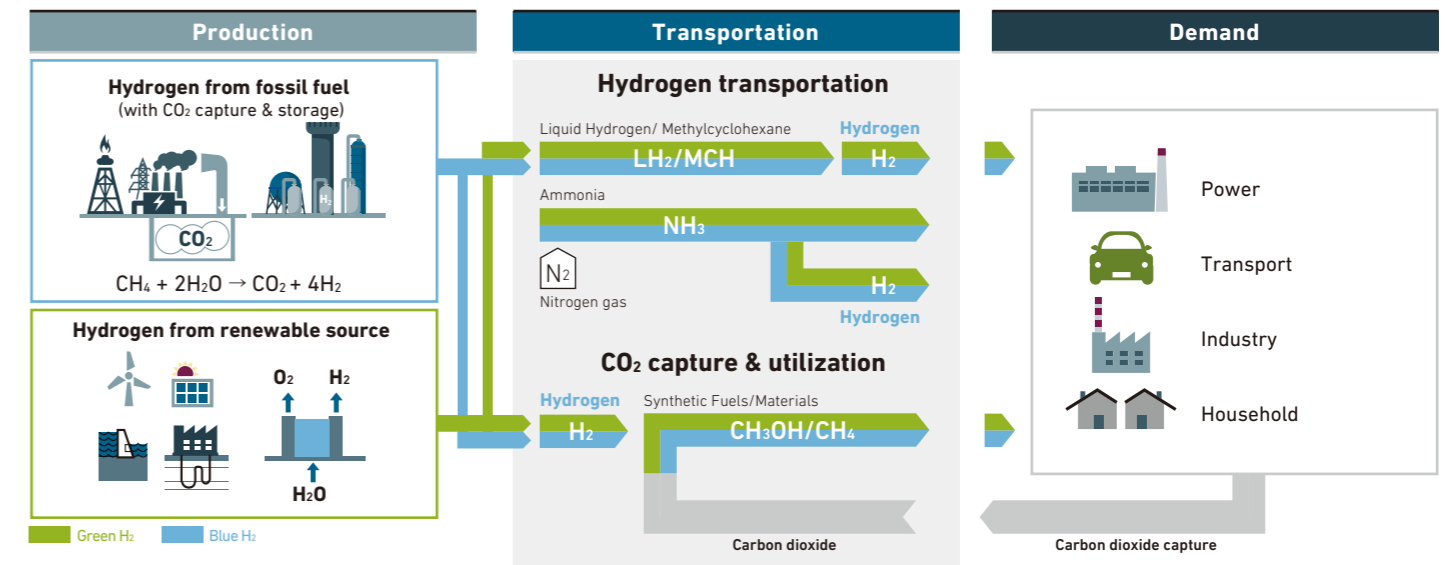 Production
Hydrogen from fossil fuel
(with CO₂ capture & storage)
H₂
CO₂
CH₄ + 2H₂O → CO₂ + 4H₂
Hydrogen from renewable source
O₂ H₂
H₂O
Green H₂ Blue H₂
Transportation
Hydrogen transportation
Liquid Hydrogen/ Methylcyclohexane Hydrogen
LH₂/MCH H₂
Ammonia
NH₃
N₂
Nitrogen gas
H₂
Hydrogen
CO₂ capture & utilization
Hydrogen Synthetic Fuels/Materials
H₂ CH₃OH/CH₄
Carbon dioxide
Demand
Power
Transport
Industry
Household
Carbon dioxide capture